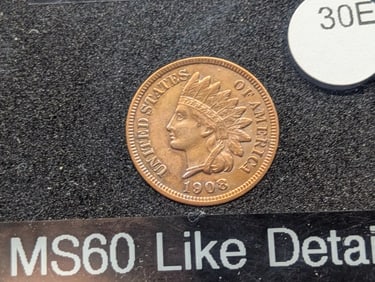 30E
UNITED STATES OF AMERICA
1903
MS60 Like Detai